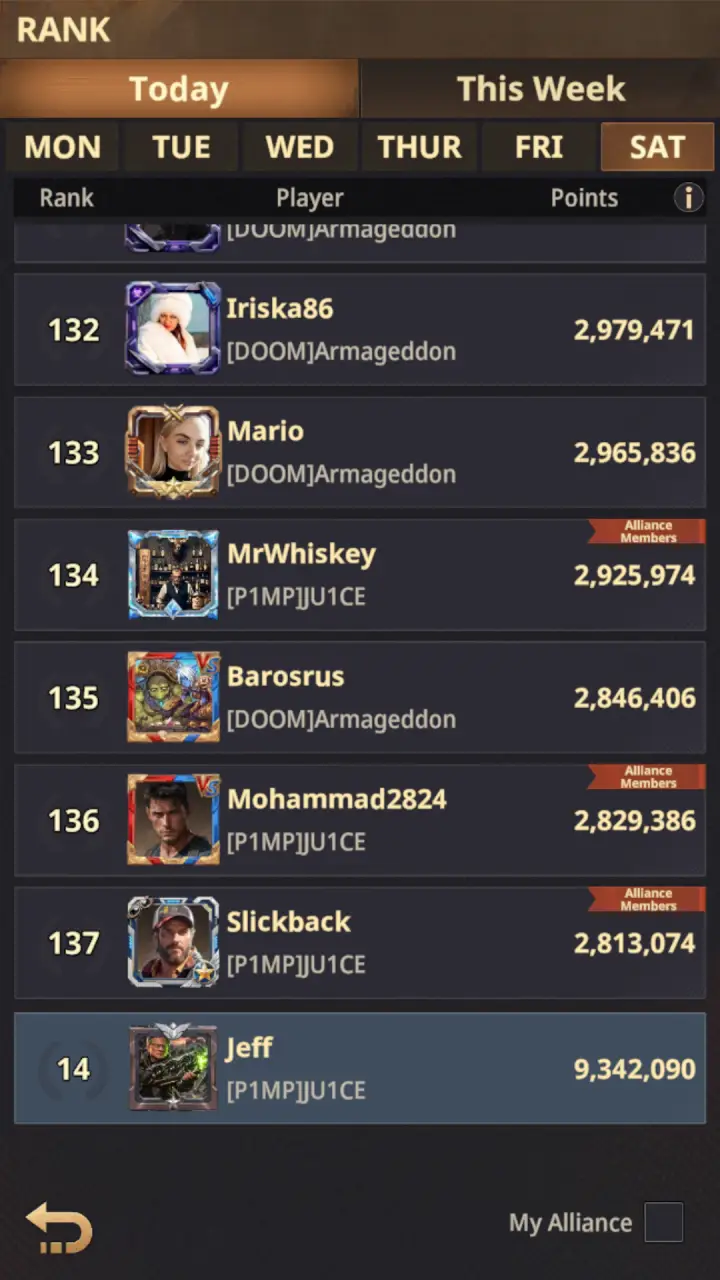 RANK
Today
This Week
MON TUE WED THUR FRI SAT
Rank Player Points
[DOOM]Armageddon
132
Iriska86
[DOOM]Armageddon
2,979,471
133
Mario
[DOOM]Armageddon
2,965,836
Alliance
Members
134
MrWhiskey
[P1MP]JU1CE
2,925,974
135
Barosrus
[DOOM]Armageddon
2,846,406
Alliance
Members
136
Mohammad2824
[P1MP]JU1CE
2,829,386
Alliance
Members
137
Slickback
[P1MP]JU1CE
2,813,074
14
Jeff
[P1MP]JU1CE
9,342,090
My Alliance